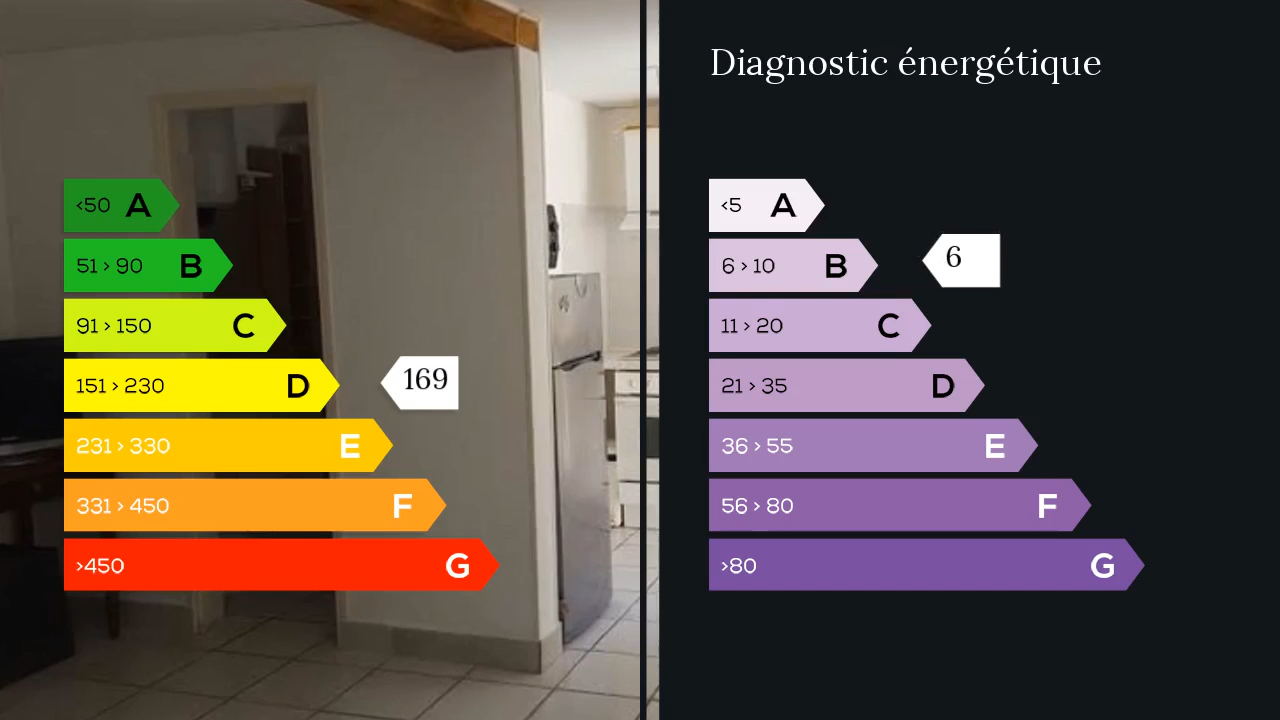 Diagnostic énergétique
<50 A
51 > 90 B
91 > 150 C
151 > 230 D
169
231 > 330 E
331 > 450 F
>450 G
<5 A
6 > 10 B
6
11 > 20 C
21 > 35 D
36 > 55 E
56 > 80 F
>80 G